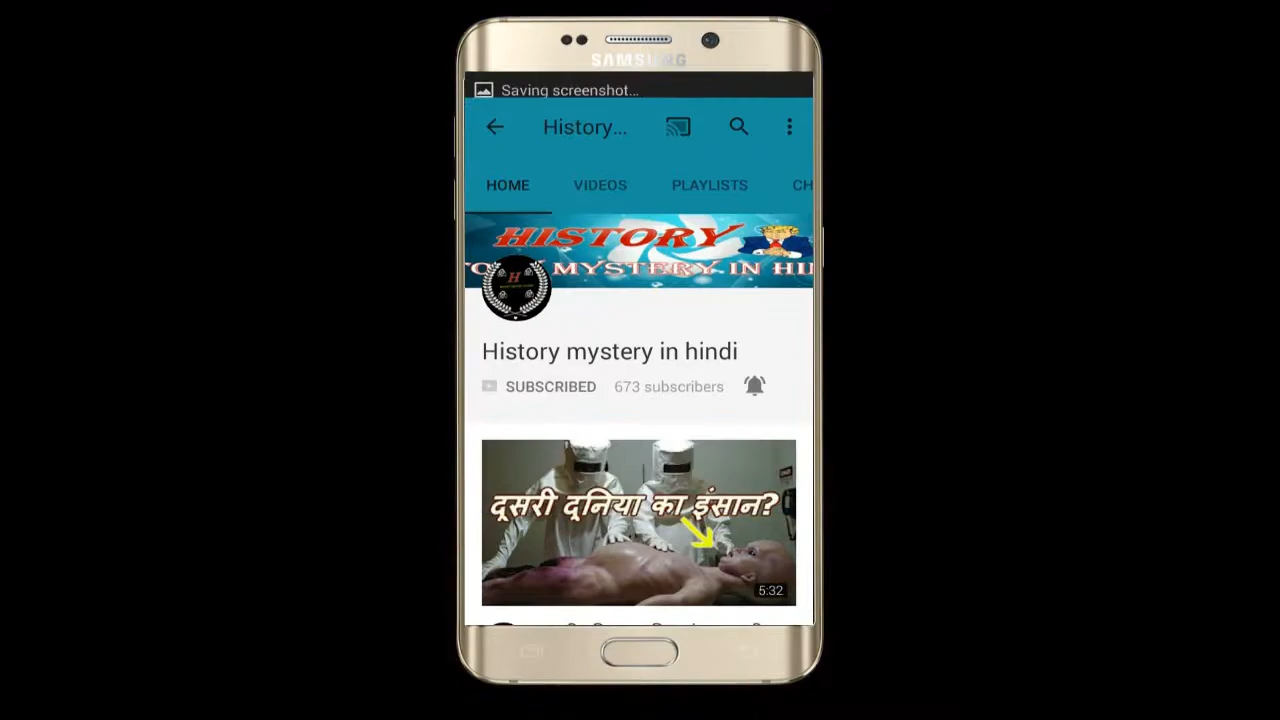 SAMSUNG
Saving screenshot...
History...
HOME VIDEOS PLAYLISTS CH
HISTORY
MYSTERY IN HI
H
History mystery in hindi
SUBSCRIBED 673 subscribers
दूसरी दुनिया का इंसान?
5:32